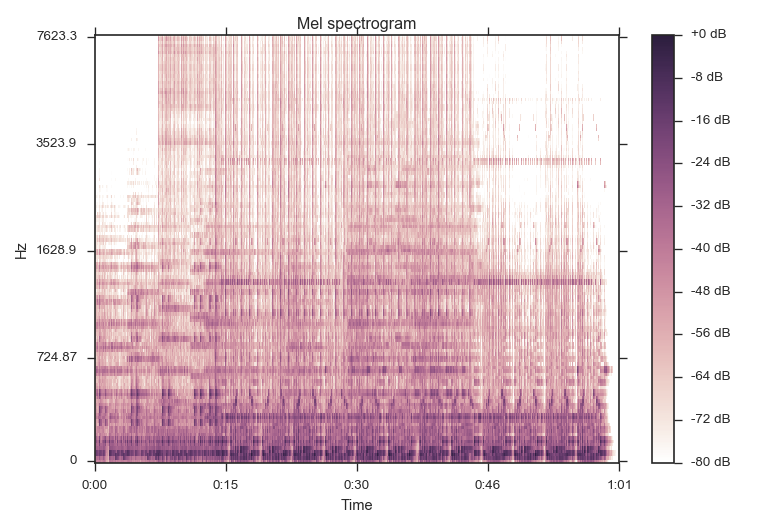 Mel spectrogram
7623.3
3523.9
1628.9
724.87
0
Hz
0:00
0:15
0:30
0:46
1:01
Time
+0 dB
-8 dB
-16 dB
-24 dB
-32 dB
-40 dB
-48 dB
-56 dB
-64 dB
-72 dB
-80 dB